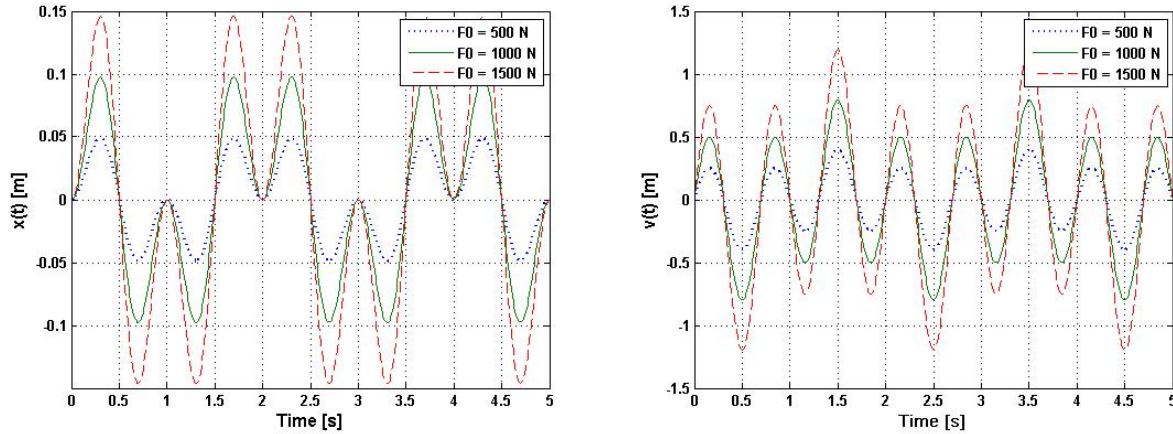 0.15
0.1
0.05
0
-0.05
-0.1
x(t) [m]
0 0.5 1 1.5 2 2.5 3 3.5 4 4.5 5
Time [s]
F0 = 500 N
F0 = 1000 N
F0 = 1500 N
1.5
1
0.5
0
-0.5
-1
-1.5
v(t) [m]
0 0.5 1 1.5 2 2.5 3 3.5 4 4.5 5
Time [s]
F0 = 500 N
F0 = 1000 N
F0 = 1500 N